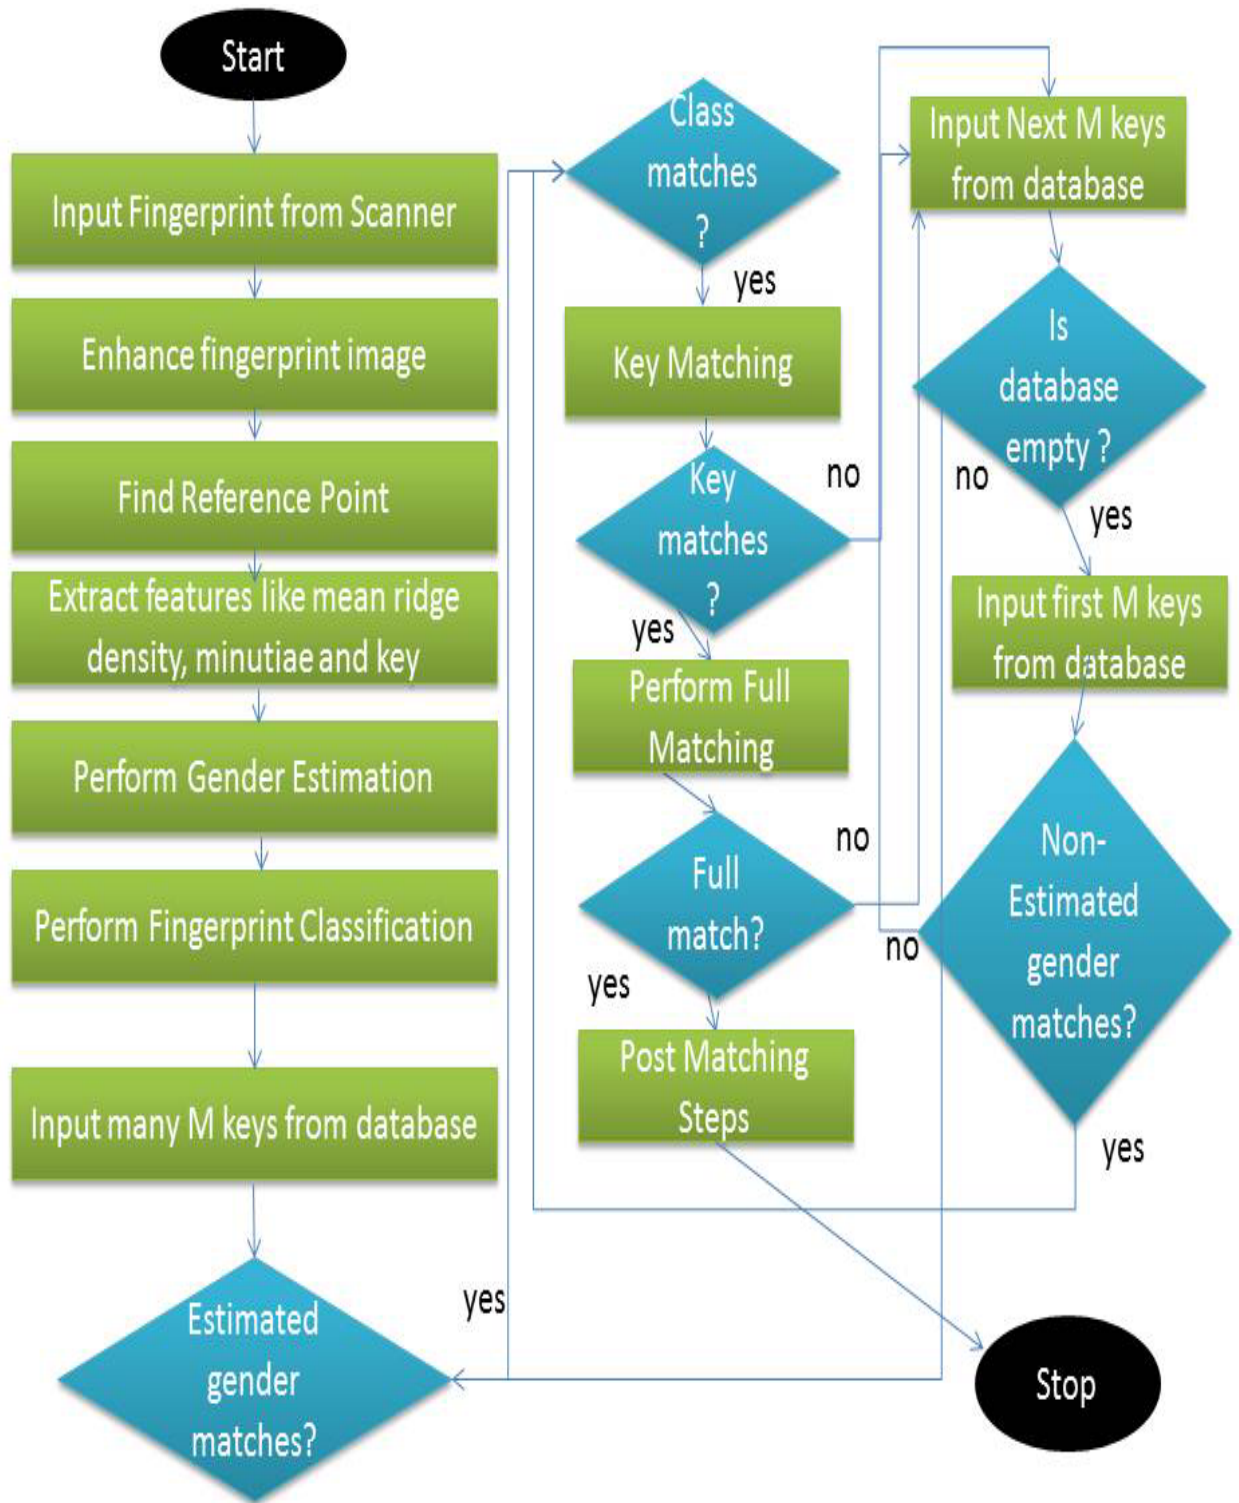 Start
Input Fingerprint from Scanner
Enhance fingerprint image
Find Reference Point
Extract features like mean ridge
density, minutiae and key
Perform Gender Estimation
Perform Fingerprint Classification
Input many M keys from database
Estimated
gender
matches?
yes
Class
matches
?
yes
Key Matching
Key
matches
?
no
yes
Perform Full
Matching
Full
match?
no
yes
Post Matching
Steps
Input Next M keys
from database
Is
database
empty ?
no
yes
Input first M keys
from database
Non-
Estimated
gender
matches?
no
yes
Stop